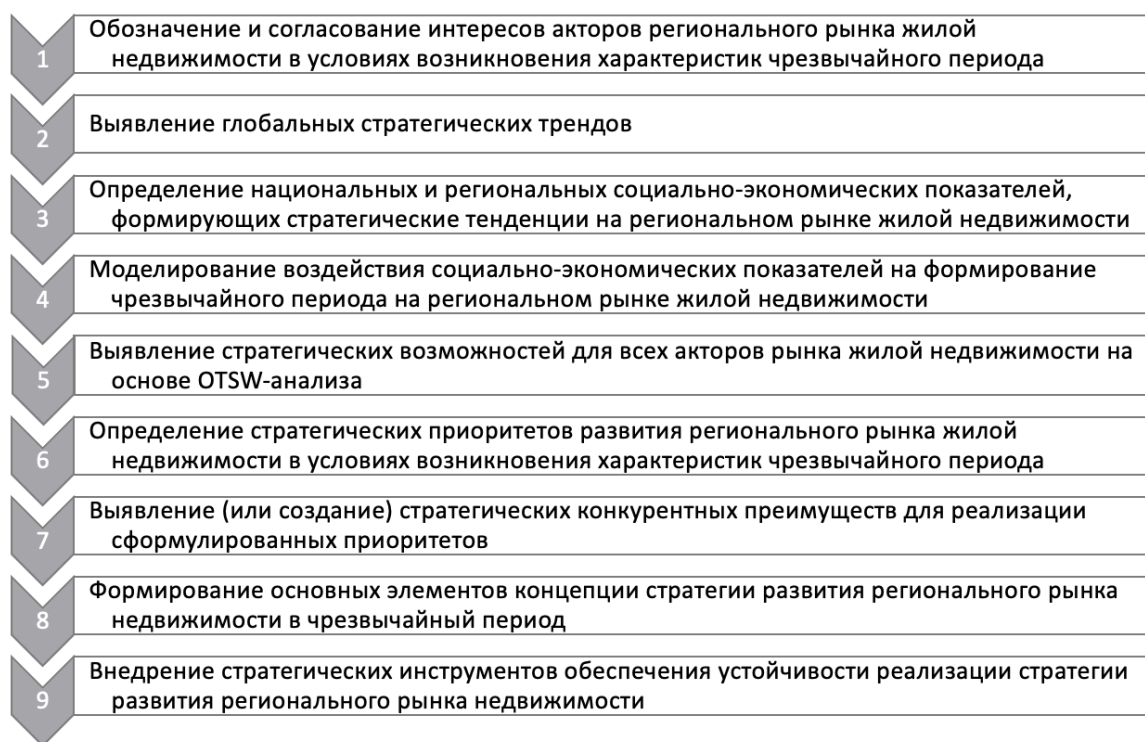 1
Обозначение и согласование интересов акторов регионального рынка жилой
недвижимости в условиях возникновения характеристик чрезвычайного периода
2
Выявление глобальных стратегических трендов
3
Определение национальных и региональных социально-экономических показателей,
формирующих стратегические тенденции на региональном рынке жилой недвижимости
4
Моделирование воздействия социально-экономических показателей на формирование
чрезвычайного периода на региональном рынке жилой недвижимости
5
Выявление стратегических возможностей для всех акторов рынка жилой недвижимости на
основе OTSW-анализа
6
Определение стратегических приоритетов развития регионального рынка жилой
недвижимости в условиях возникновения характеристик чрезвычайного периода
7
Выявление (или создание) стратегических конкурентных преимуществ для реализации
сформулированных приоритетов
8
Формирование основных элементов концепции стратегии развития регионального рынка
недвижимости в чрезвычайный период
9
Внедрение стратегических инструментов обеспечения устойчивости реализации стратегии
развития регионального рынка недвижимости